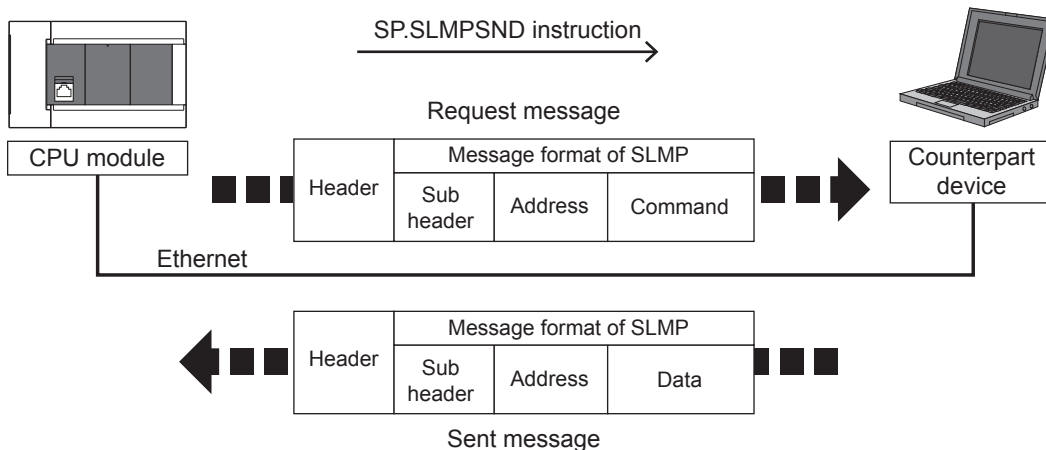 SP.SLMPSND instruction
Request message
CPU module
Counterpart
device
Header
Message format of SLMP
Sub
header
Address
Command
Ethernet
Header
Message format of SLMP
Sub
header
Address
Data
Sent message